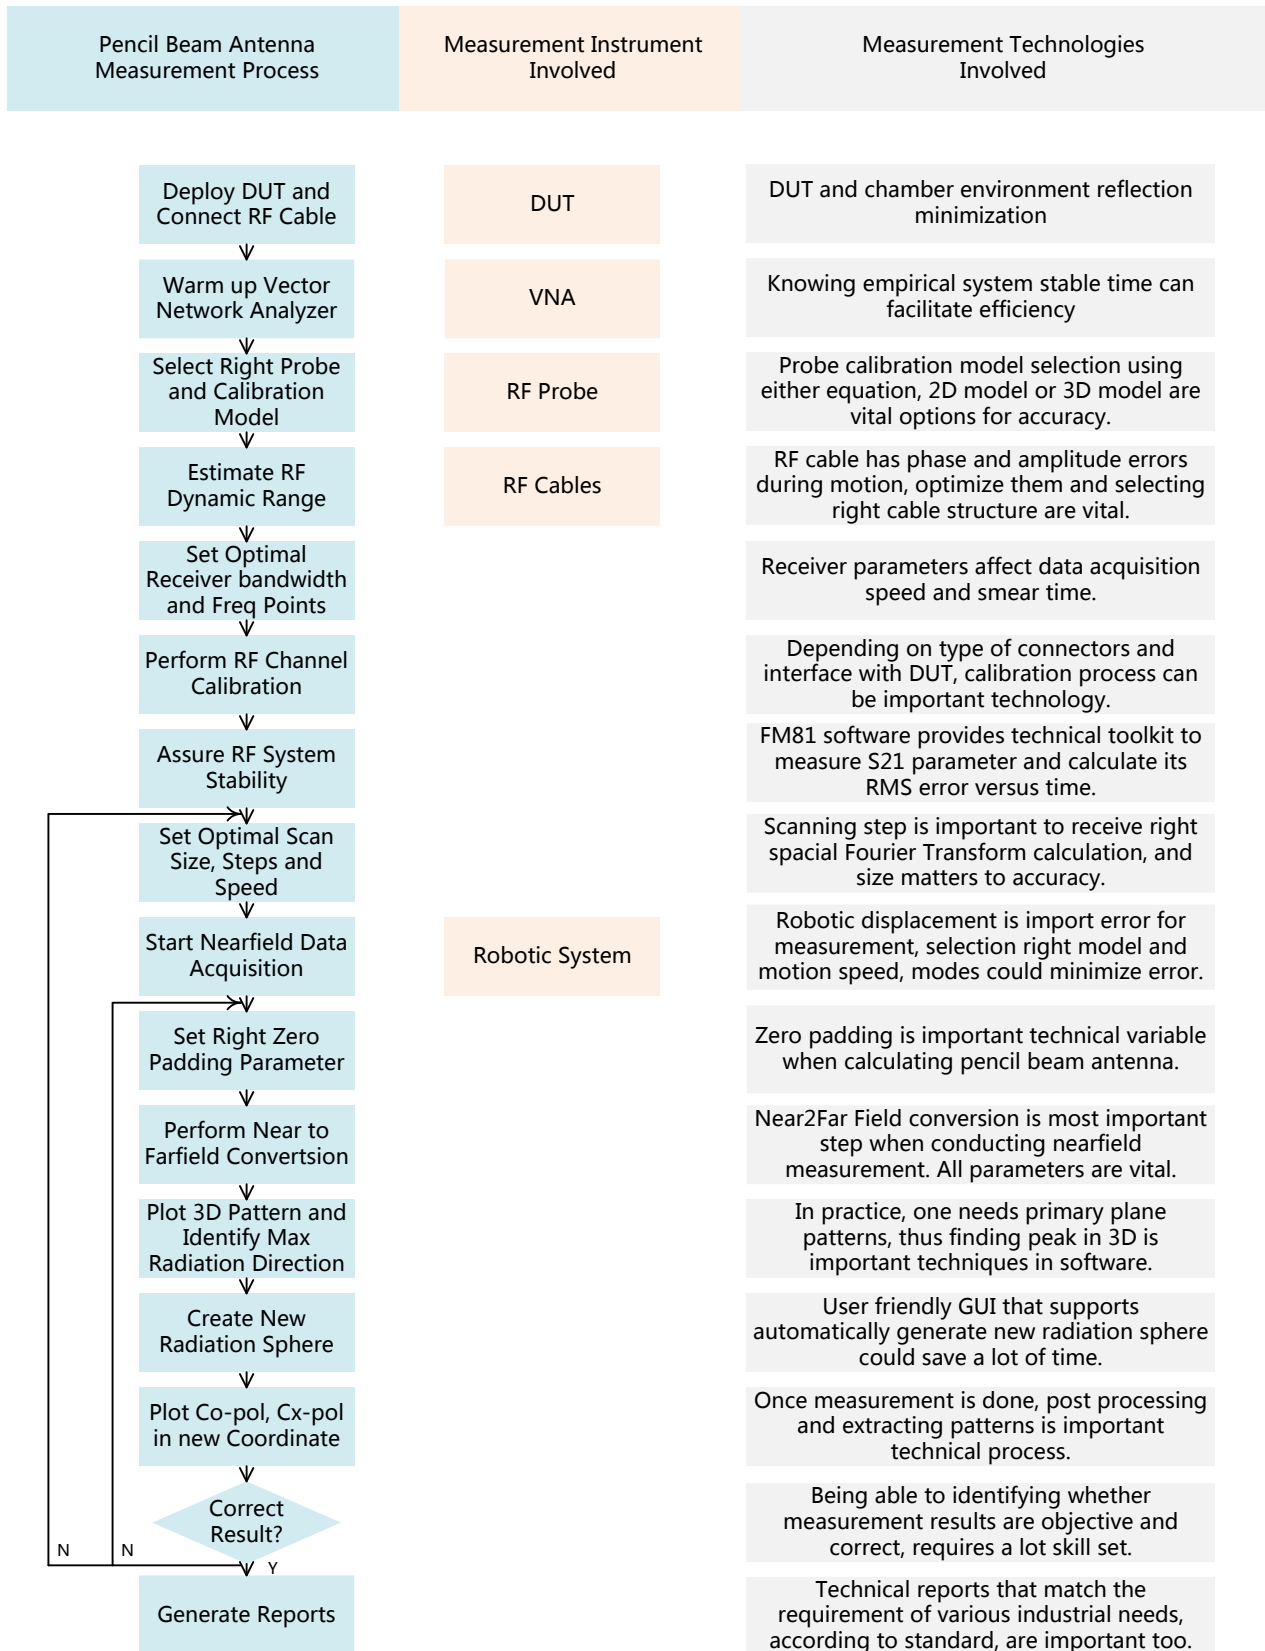 Pencil Beam Antenna
Measurement Process
Measurement Instrument
Involved
Measurement Technologies
Involved
Deploy DUT and
Connect RF Cable
DUT
DUT and chamber environment reflection
minimization
Warm up Vector
Network Analyzer
VNA
Knowing empirical system stable time can
facilitate efficiency
Select Right Probe
and Calibration
Model
RF Probe
Probe calibration model selection using
either equation, 2D model or 3D model are
vital options for accuracy.
Estimate RF
Dynamic Range
RF Cables
RF cable has phase and amplitude errors
during motion, optimize them and selecting
right cable structure are vital.
Set Optimal
Receiver bandwidth
and Freq Points
Receiver parameters affect data acquisition
speed and smear time.
Perform RF Channel
Calibration
Depending on type of connectors and
interface with DUT, calibration process can
be important technology.
Assure RF System
Stability
FM81 software provides technical toolkit to
measure S21 parameter and calculate its
RMS error versus time.
Set Optimal Scan
Size, Steps and
Speed
Scanning step is important to receive right
spacial Fourier Transform calculation, and
size matters to accuracy.
Start Nearfield Data
Acquisition
Robotic System
Robotic displacement is import error for
measurement, selection right model and
motion speed, modes could minimize error.
Set Right Zero
Padding Parameter
Zero padding is important technical variable
when calculating pencil beam antenna.
Perform Near to
Farfield Convertsion
Near2Far Field conversion is most important
step when conducting nearfield
measurement. All parameters are vital.
Plot 3D Pattern and
Identify Max
Radiation Direction
In practice, one needs primary plane
patterns, thus finding peak in 3D is
important techniques in software.
Create New
Radiation Sphere
User friendly GUI that supports
automatically generate new radiation sphere
could save a lot of time.
Plot Co-pol, Cx-pol
in new Coordinate
Once measurement is done, post processing
and extracting patterns is important
technical process.
Correct
Result?
Being able to identifying whether
measurement results are objective and
correct, requires a lot skill set.
N
N
Y
Generate Reports
Technical reports that match the
requirement of various industrial needs,
according to standard, are important too.